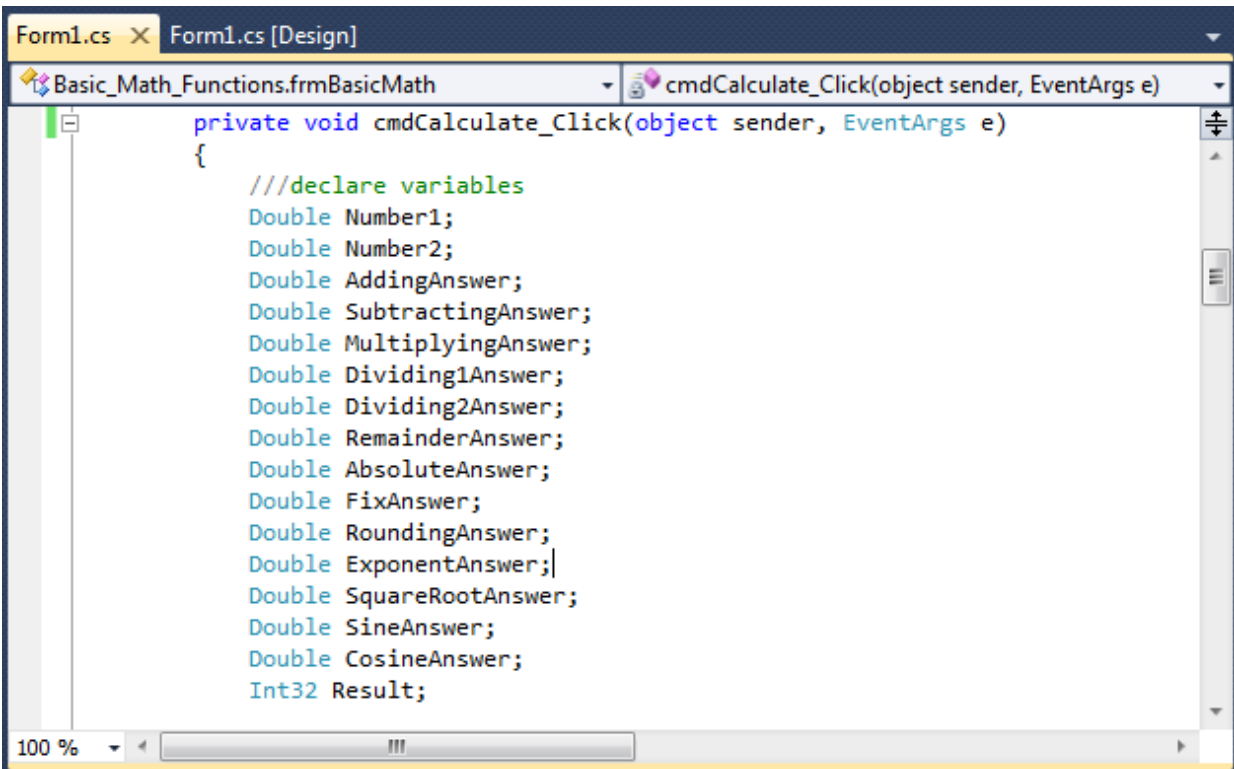 Form1.cs Form1.cs [Design]
Basic_Math_Functions.frmBasicMath cmdCalculate_Click(object sender, EventArgs e)
private void cmdCalculate_Click(object sender, EventArgs e)
{
///declare variables
Double Number1;
Double Number2;
Double AddingAnswer;
Double SubtractingAnswer;
Double MultiplyingAnswer;
Double Dividing1Answer;
Double Dividing2Answer;
Double RemainderAnswer;
Double AbsoluteAnswer;
Double FixAnswer;
Double RoundingAnswer;
Double ExponentAnswer;
Double SquareRootAnswer;
Double SineAnswer;
Double CosineAnswer;
Int32 Result;
100 %